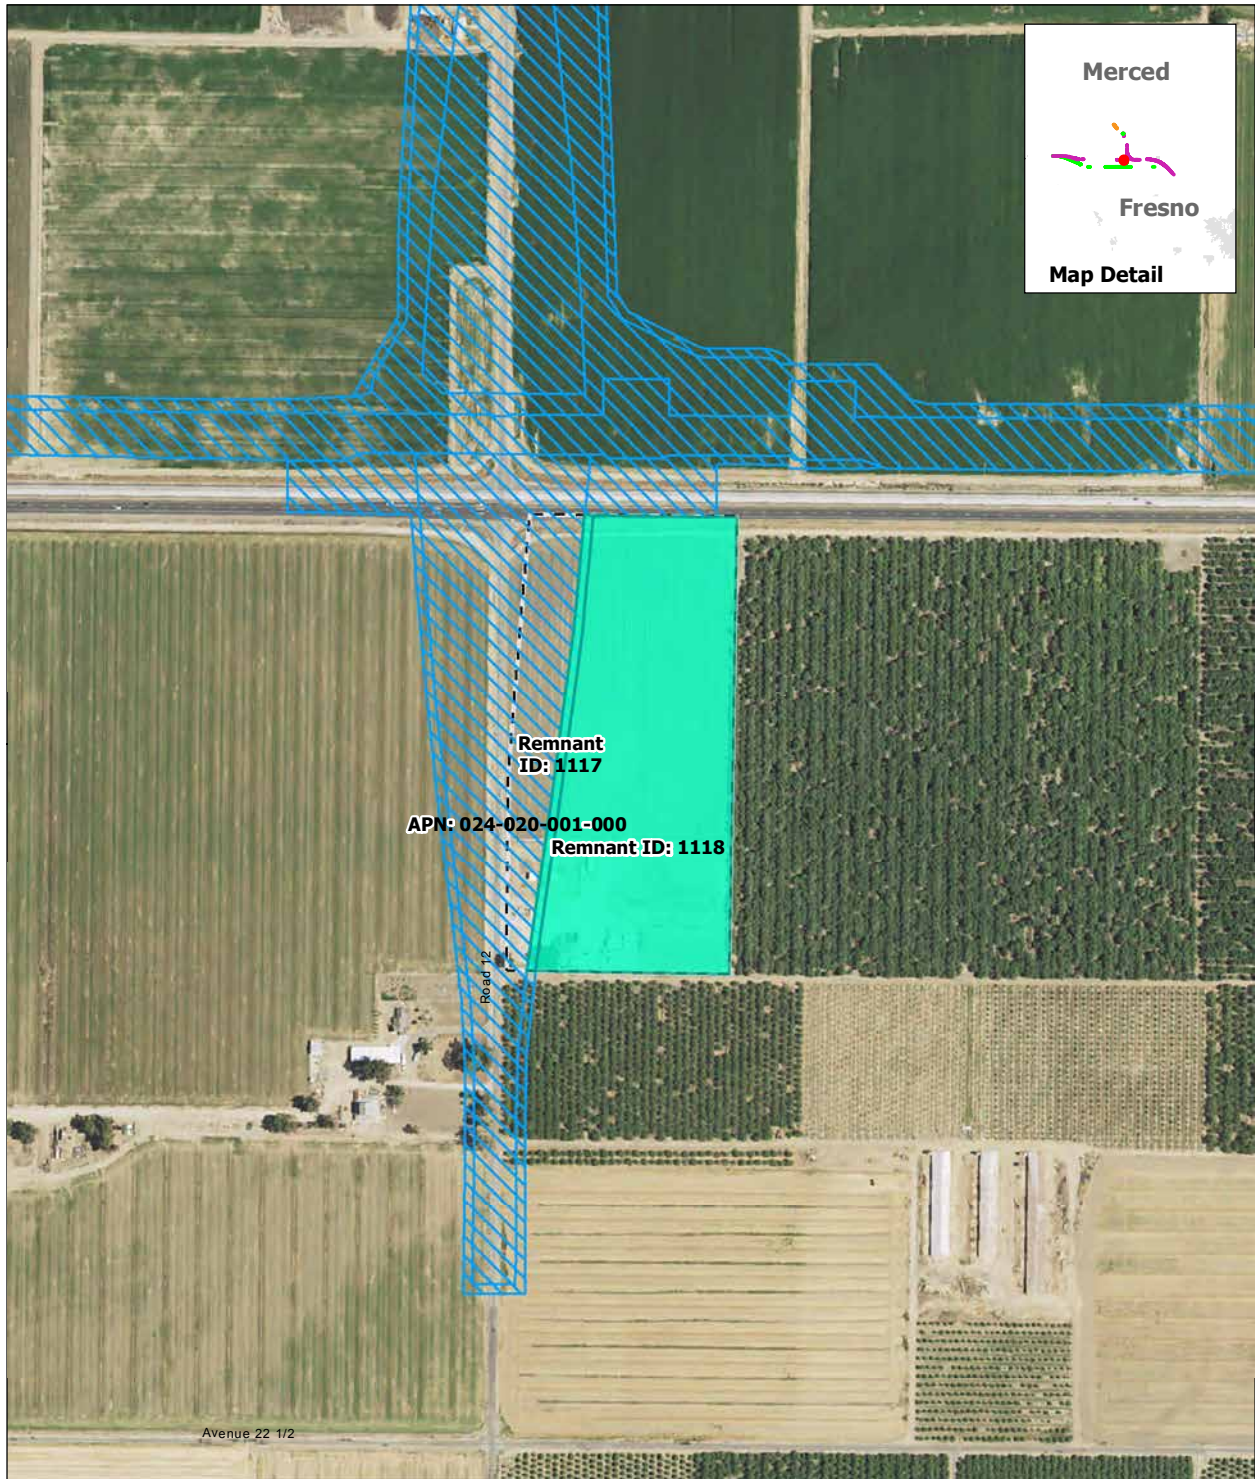 Merced
Fresno
Map Detail
Remnant
ID: 1117
APN: 024-020-001-000
Remnant ID: 1118
Road 12
Avenue 22 1/2